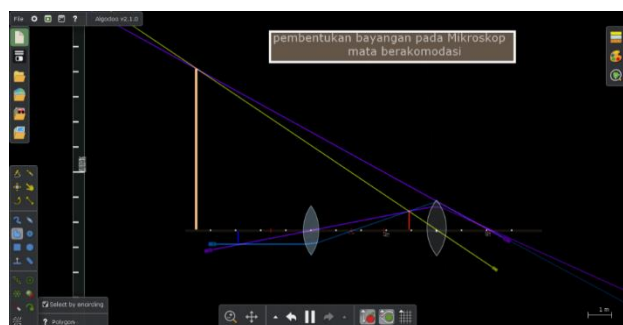 File ? Algodoo v2.1.0
pembentukan bayangan pada Mikroskop
mata berakomodasi
Select by encircling
? Polygon
1 m